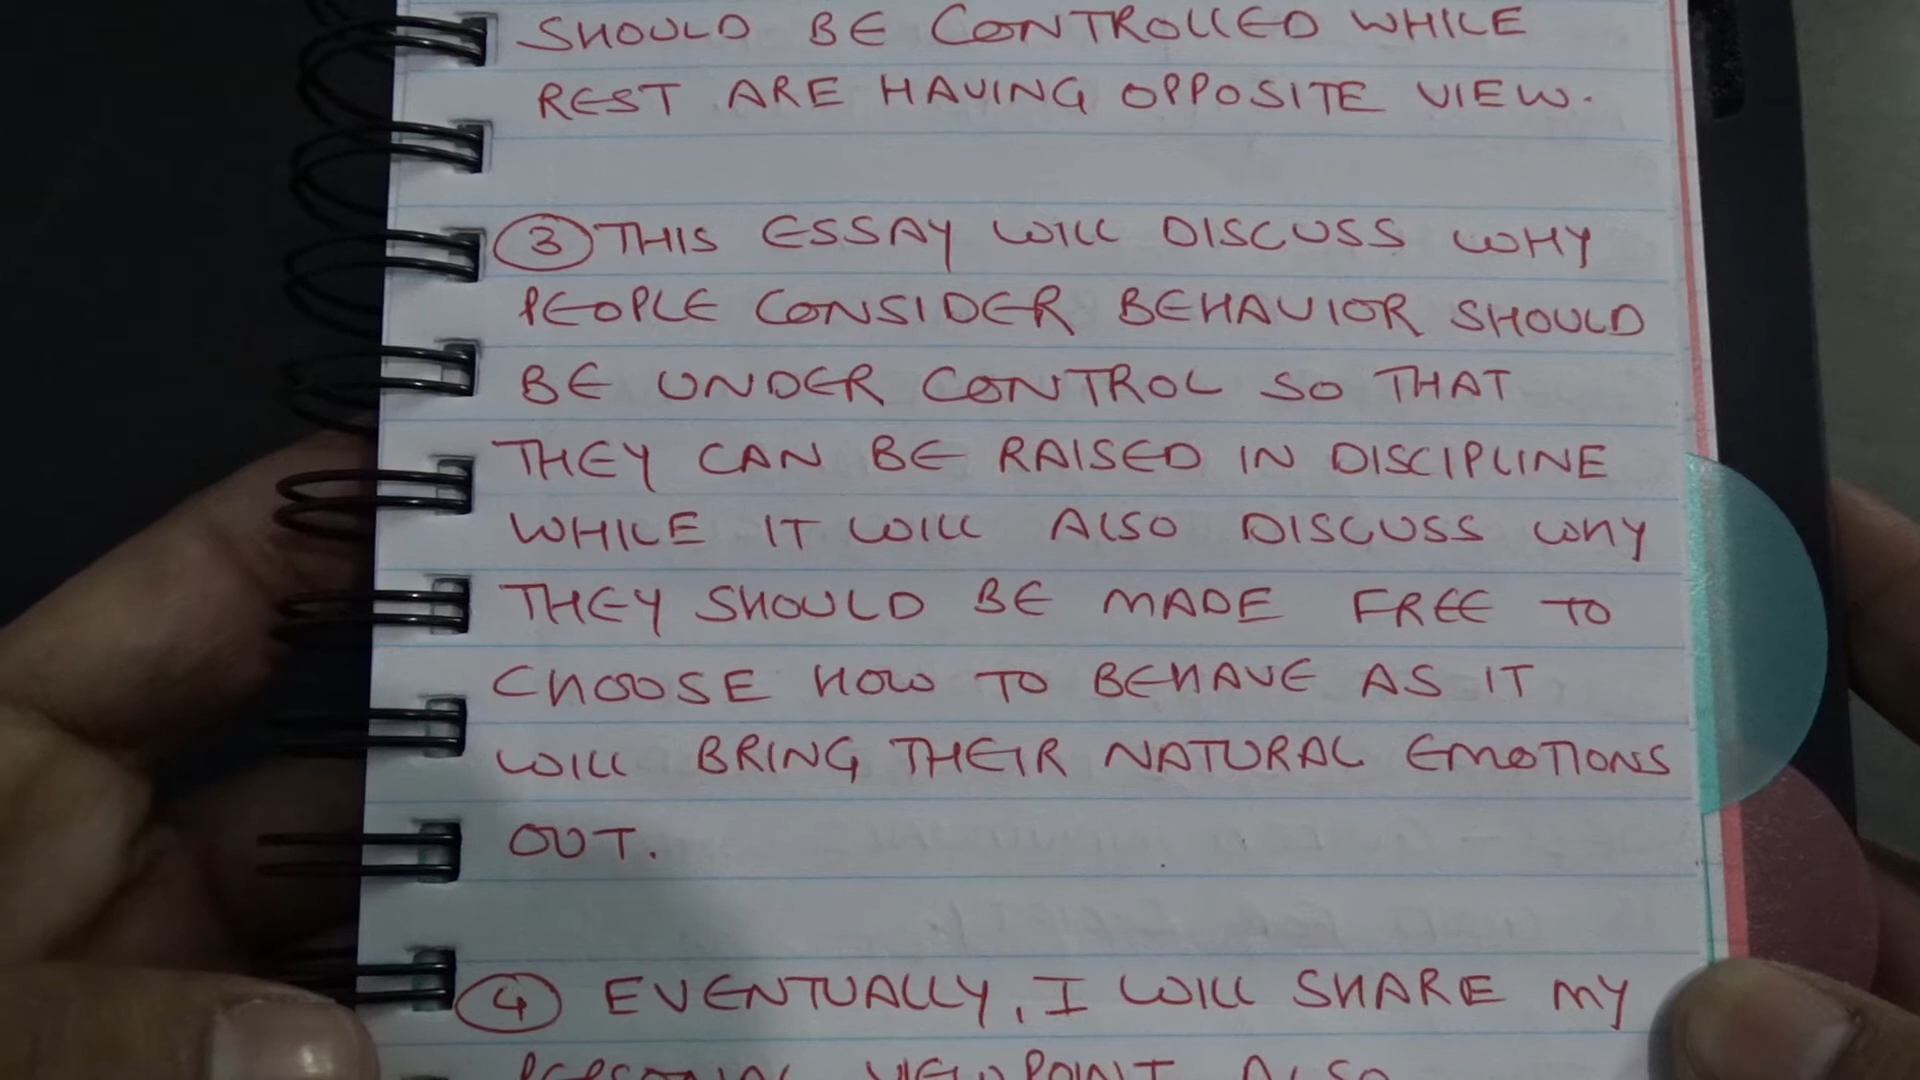 SHOULD BE CONTROLLED WHILE
REST ARE HAVING OPPOSITE VIEW.
3 THIS ESSAY WILL DISCUSS WHY
PEOPLE CONSIDER BEHAVIOR SHOULD
BE UNDER CONTROL SO THAT
THEY CAN BE RAISED IN DISCIPLINE
WHILE IT WILL ALSO DISCUSS WHY
THEY SHOULD BE MADE FREE TO
CHOOSE HOW TO BEHAVE AS IT
WILL BRING THEIR NATURAL EMOTIONS
OUT.
4 EVENTUALLY, I WILL SHARE MY
PERSONAL VIEWPOINT ALSO